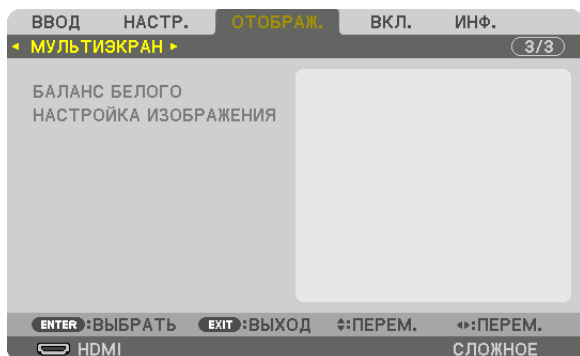 ВВОД НАСТР. ОТОБРАЖ. ВКЛ. ИНФ.
◂ МУЛЬТИЭКРАН ▸ 3/3
БАЛАНС БЕЛОГО
НАСТРОЙКА ИЗОБРАЖЕНИЯ
ENTER :ВЫБРАТЬ EXIT :ВЫХОД :ПЕРЕМ. :ПЕРЕМ.
HDMI СЛОЖНОЕ